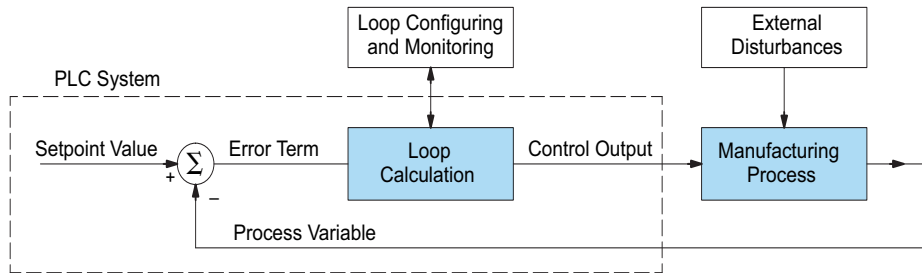 Loop Configuring
and Monitoring
External
Disturbances
PLC System
Setpoint Value
+
Σ
−
Error Term
Loop
Calculation
Control Output
Manufacturing
Process
Process Variable